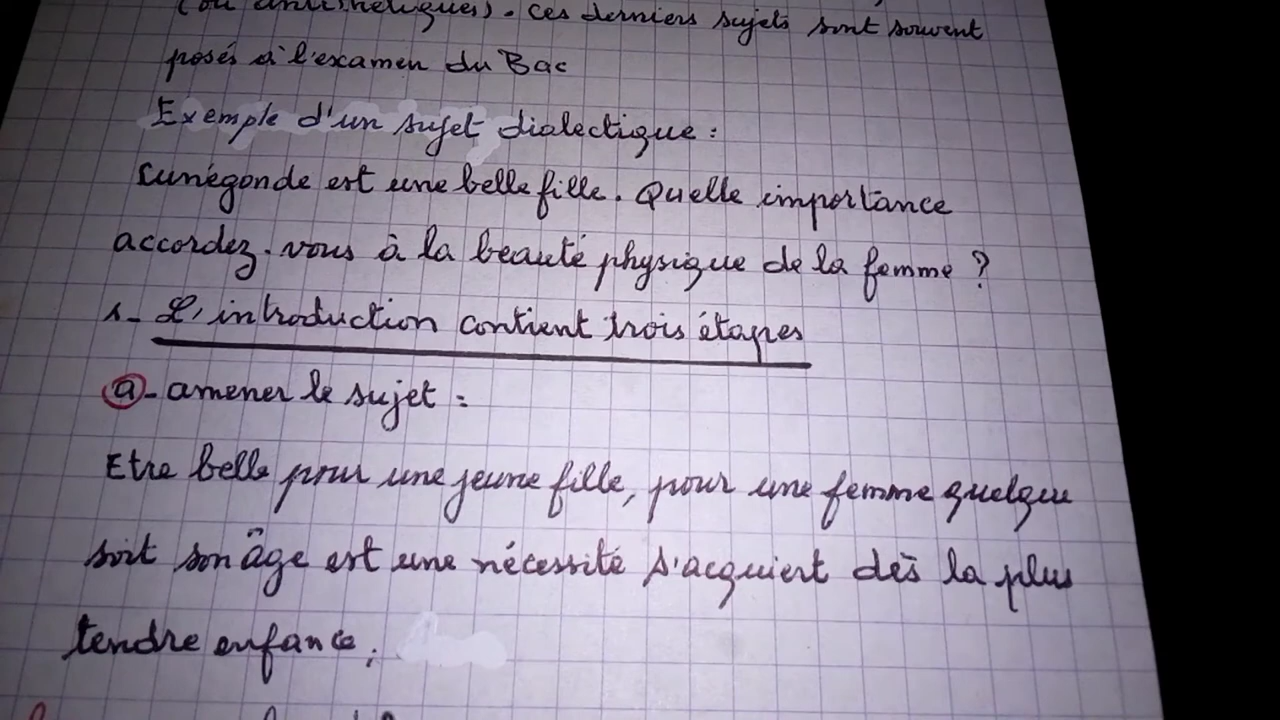 (ou antithétiques). ces derniers sujets sont souvent
posés à l'examen du Bac
Exemple d'un sujet dialectique :
cunégonde est une belle fille. Quelle importance
accordez-vous à la beauté physique de la femme ?
1- L'introduction contient trois étapes
a- amener le sujet :
Etre belle pour une jeune fille, pour une femme quelque
soit son âge est une nécessité s'acquiert dès la plus
tendre enfance.